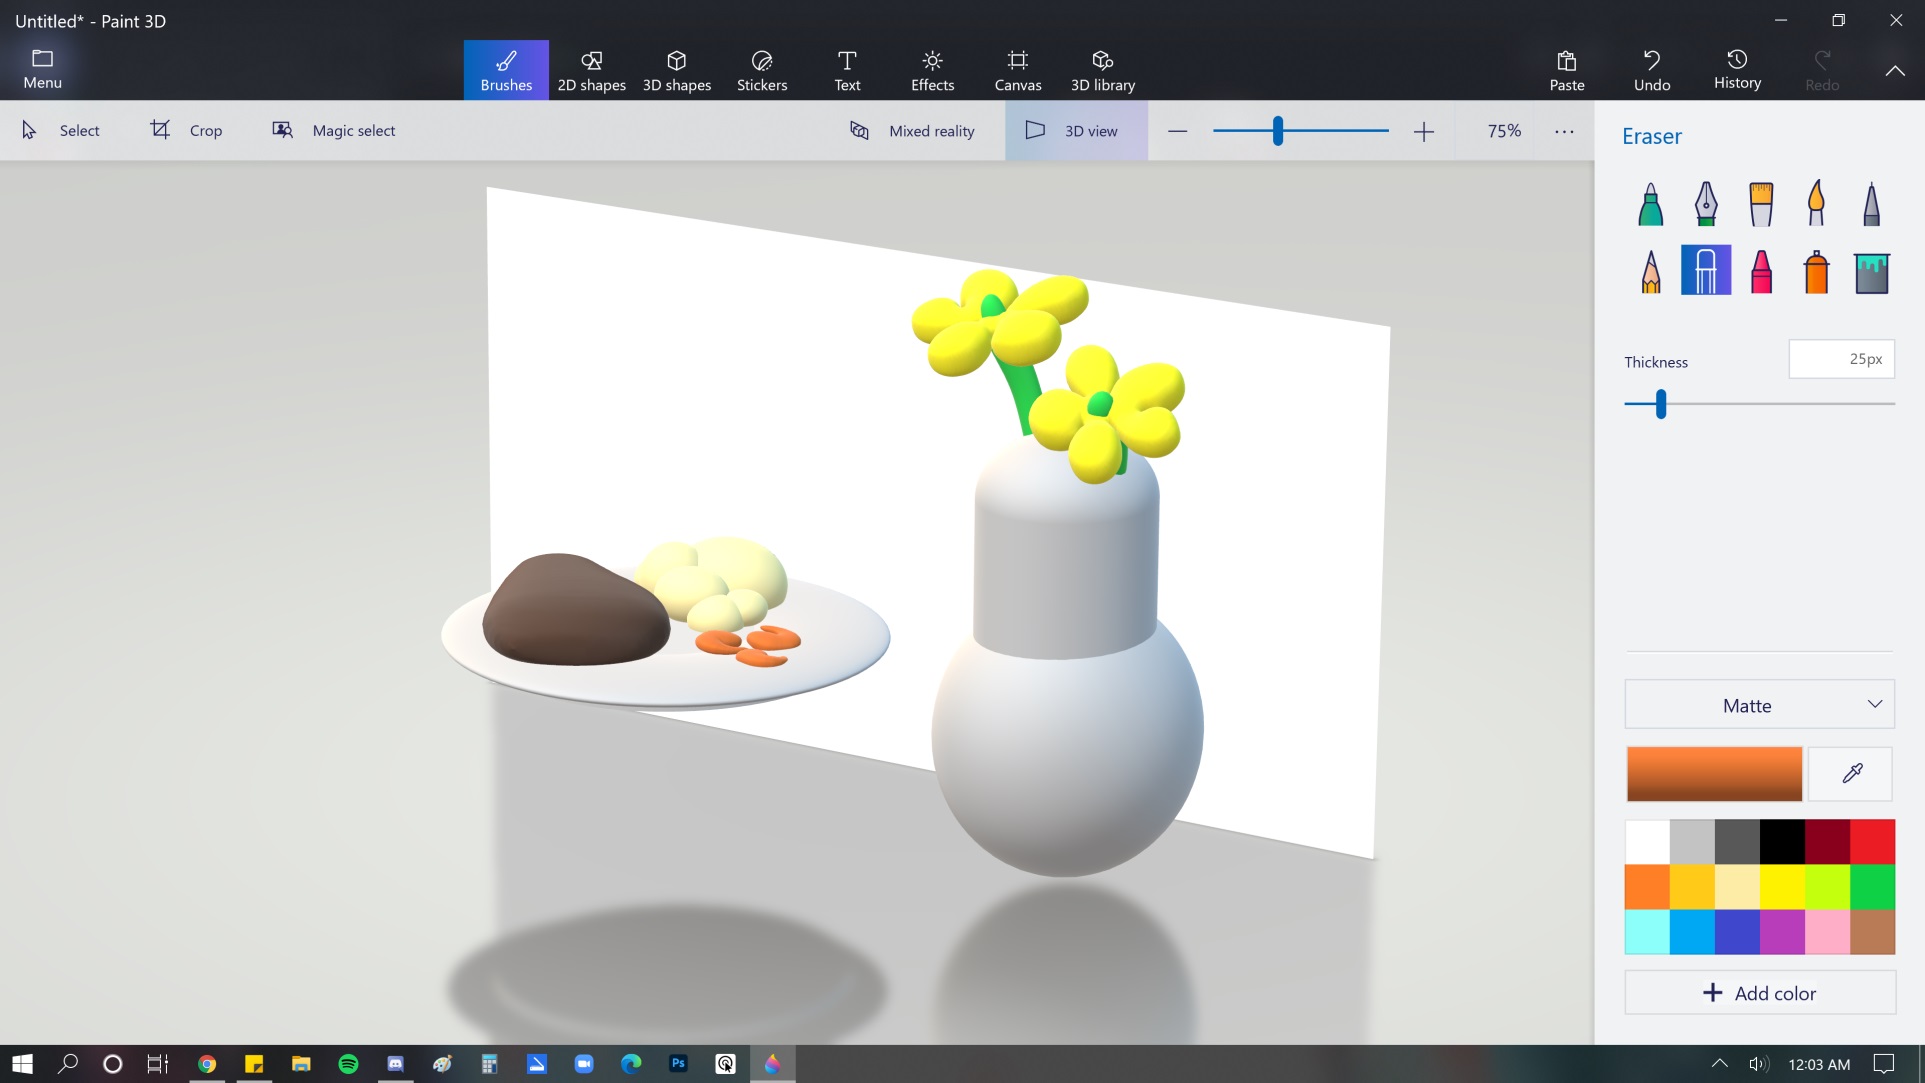 Untitled* - Paint 3D
Menu
Brushes
2D shapes
3D shapes
Stickers
Text
Effects
Canvas
3D library
Paste
Undo
History
Redo
Select
Crop
Magic select
Mixed reality
3D view
75%
Eraser
Thickness
25px
Matte
Add color
Ps
12:03 AM